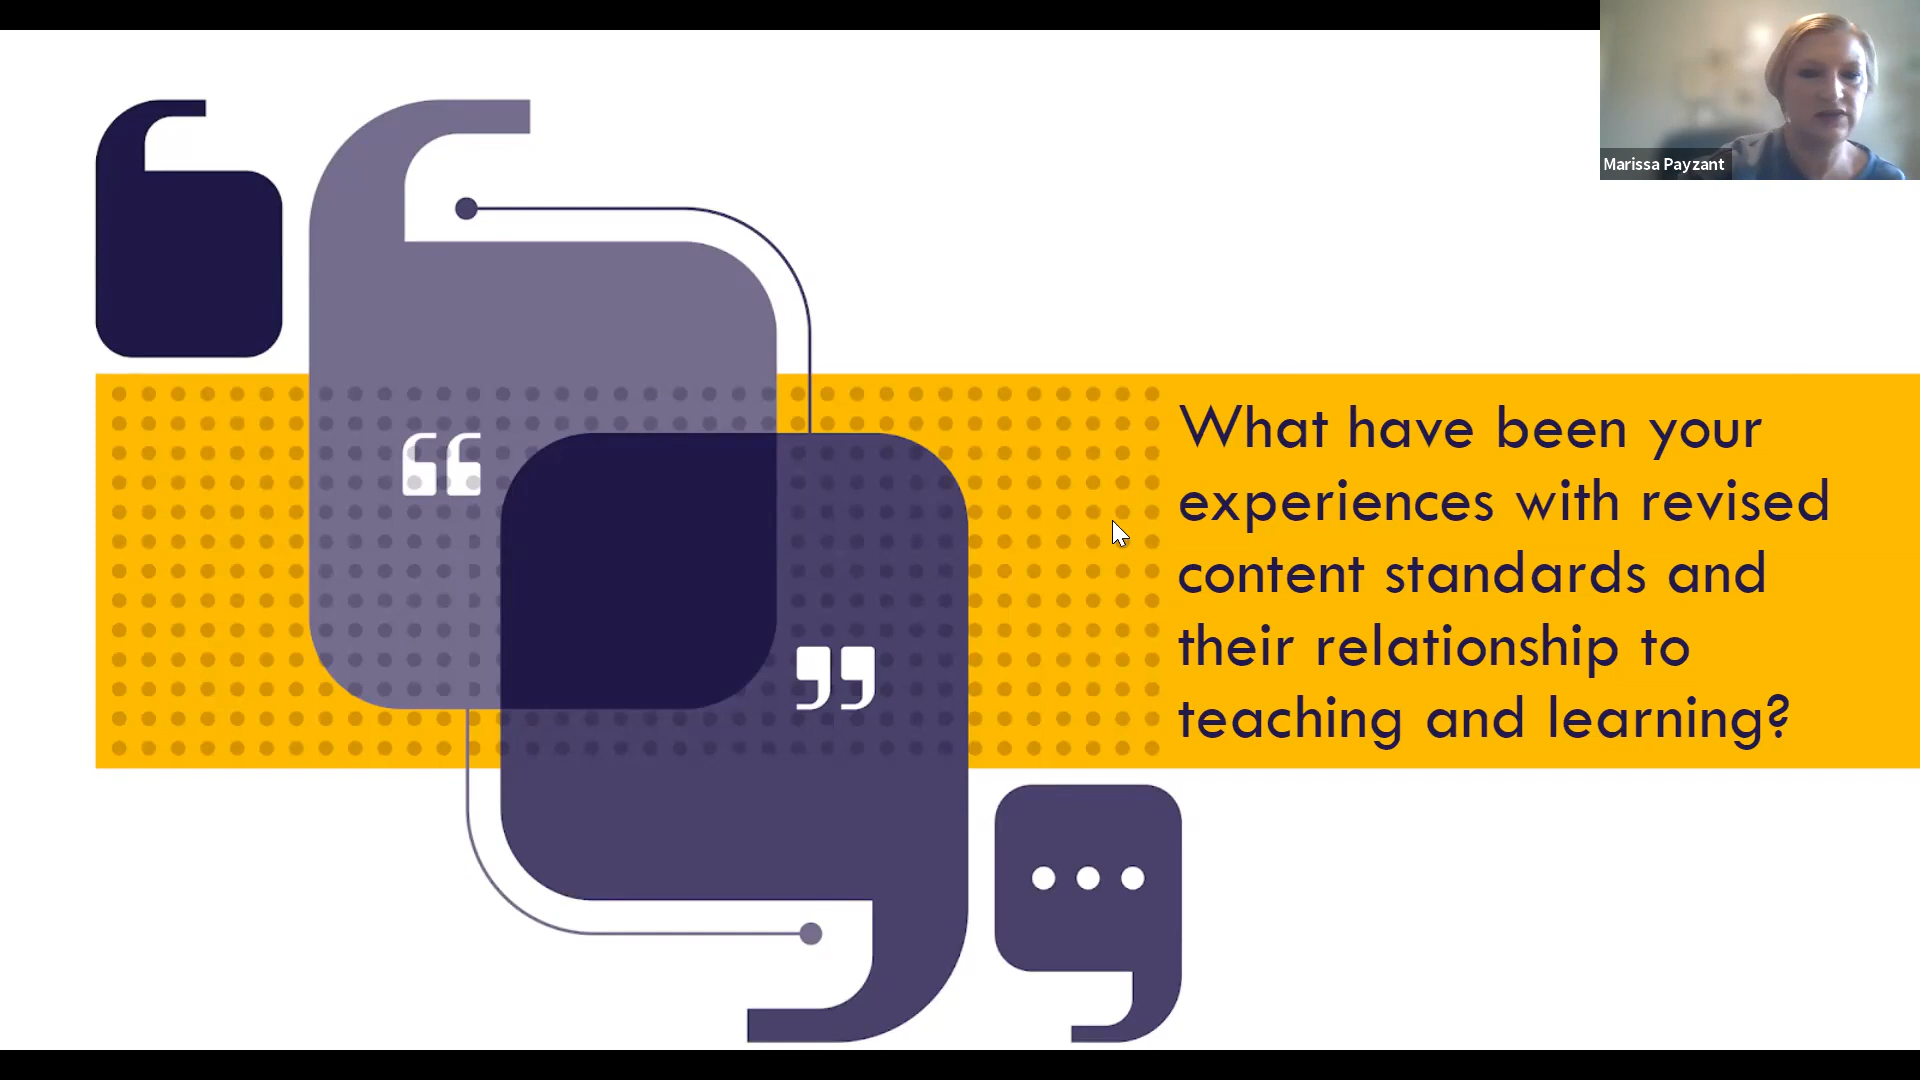 Marissa Payzant
What have been your
experiences with revised
content standards and
their relationship to
teaching and learning?